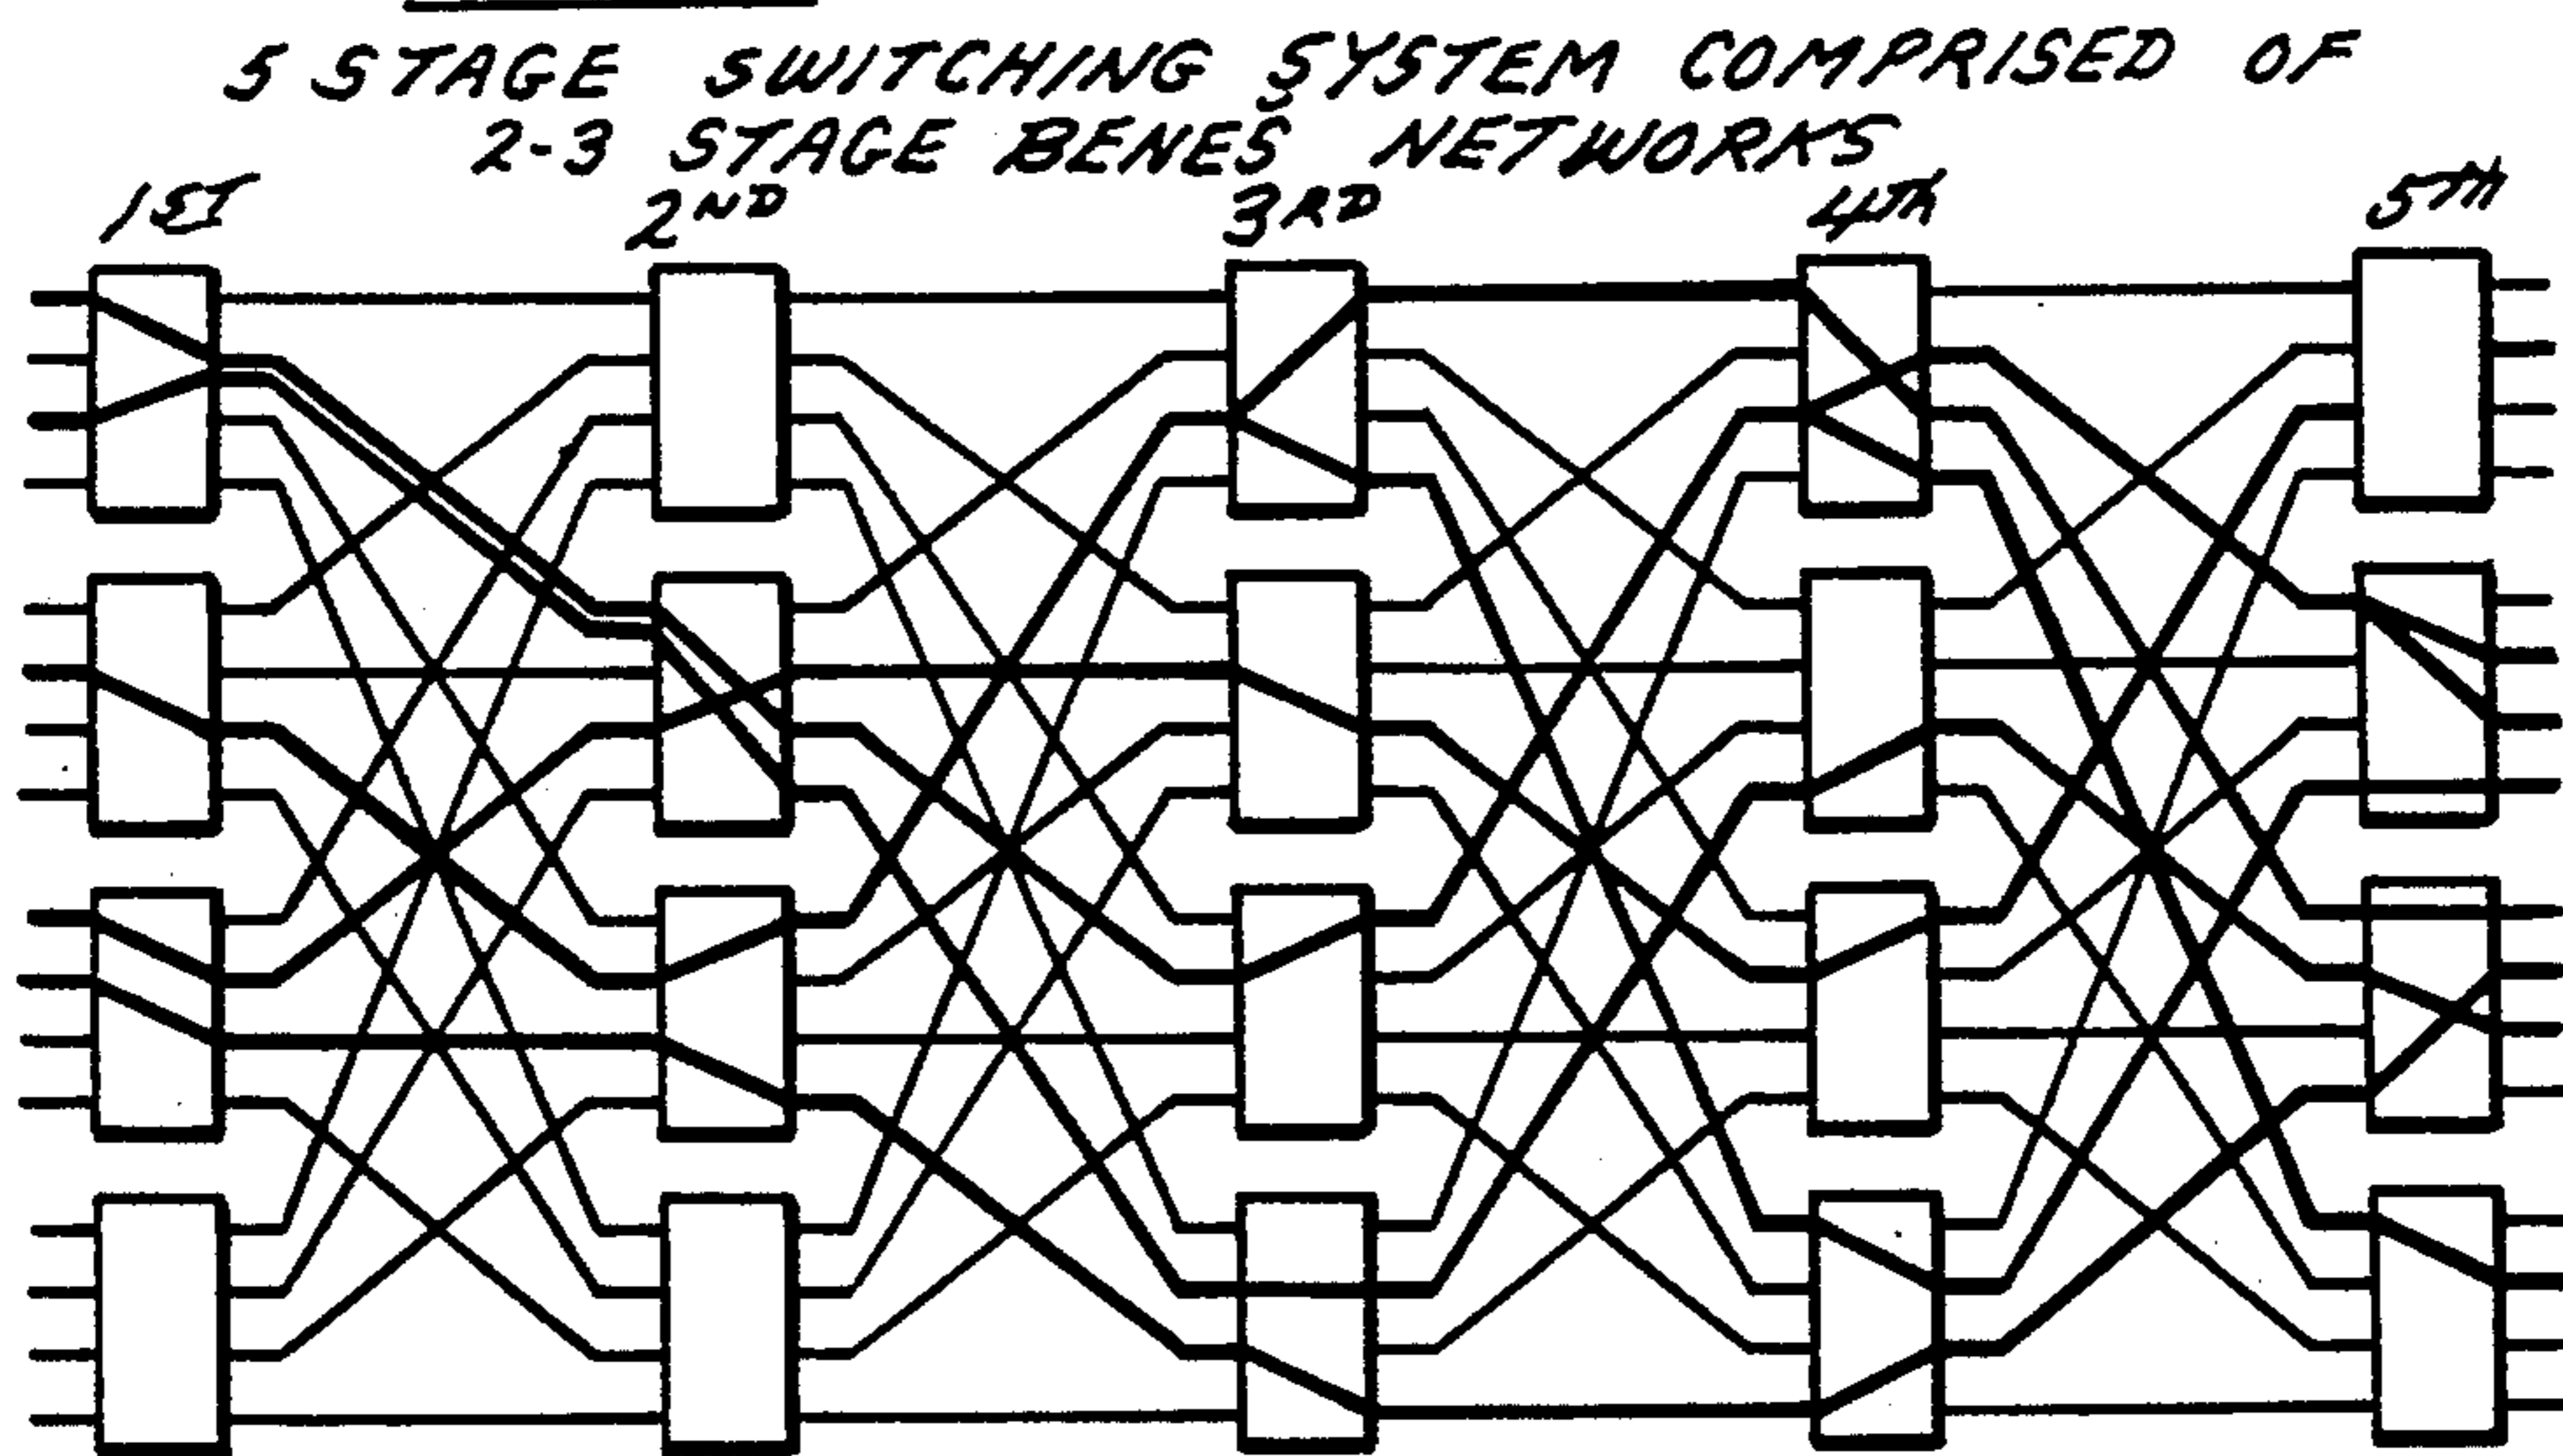 5 STAGE SWITCHING SYSTEM COMPRISED OF
2-3 STAGE BENES NETWORKS
1ST 2ND 3RD 4TH 5TH